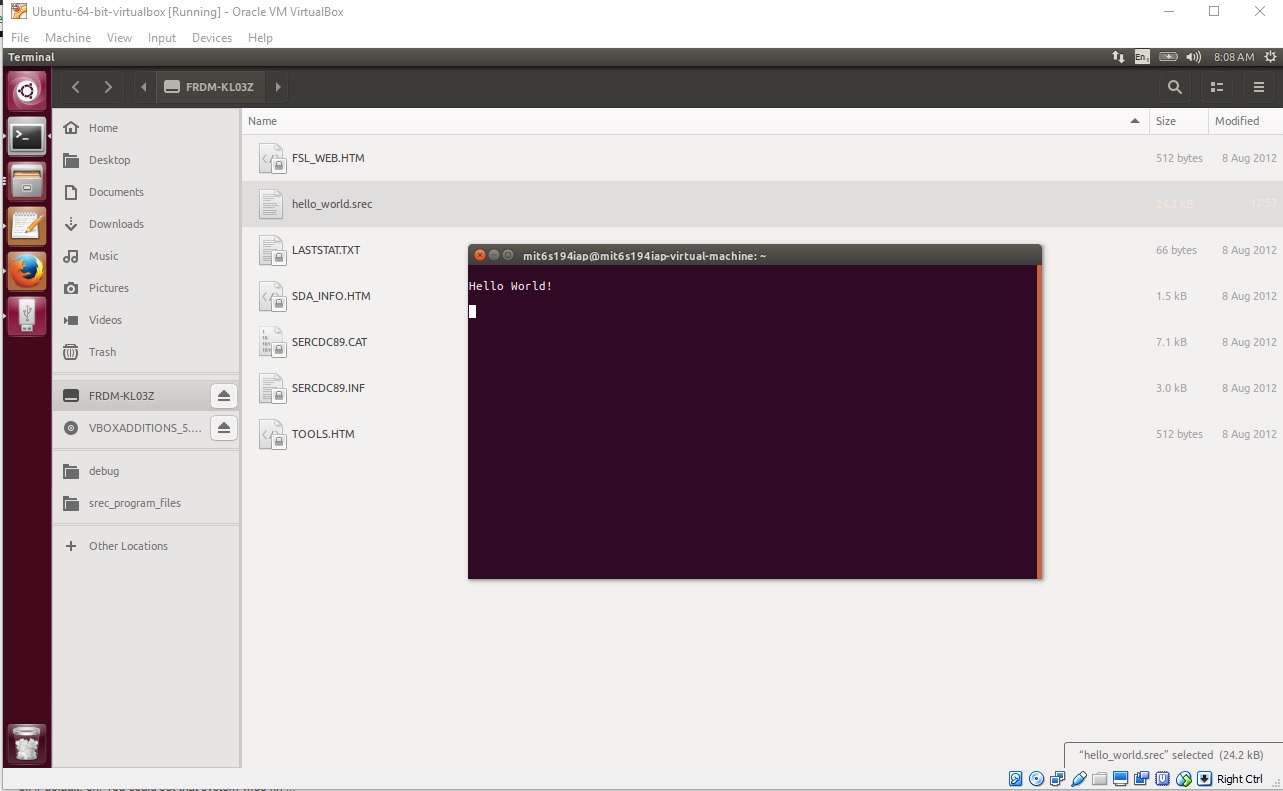 Ubuntu-64-bit-virtualbox [Running] - Oracle VM VirtualBox
File Machine View Input Devices Help
Terminal
En 8:08 AM
FRDM-KL03Z
Name Size Modified
Home
Desktop
Documents
Downloads
Music
Pictures
Videos
Trash
FRDM-KL03Z
VBOXADDITIONS_5....
debug
srec_program_files
Other Locations
FSL_WEB.HTM 512 bytes 8 Aug 2012
hello_world.srec 24.2 kB 18:57
LASTSTAT.TXT 66 bytes 8 Aug 2012
SDA_INFO.HTM 1.5 kB 8 Aug 2012
SERCDC89.CAT 7.1 kB 8 Aug 2012
SERCDC89.INF 3.0 kB 8 Aug 2012
TOOLS.HTM 512 bytes 8 Aug 2012
mit6s194iap@mit6s194iap-virtual-machine: ~
Hello World!
“hello_world.srec” selected (24.2 kB)
Right Ctrl